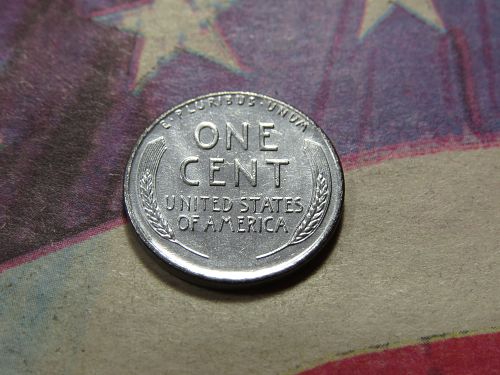 E·PLURIBUS·UNUM
ONE
CENT
UNITED STATES
OF AMERICA